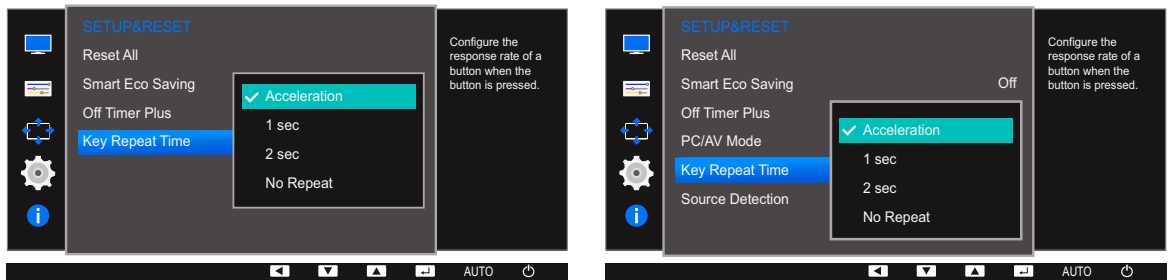 SETUP&RESET
Reset All
Smart Eco Saving
Off Timer Plus
Key Repeat Time
Acceleration
1 sec
2 sec
No Repeat
Configure the
response rate of a
button when the
button is pressed.
AUTO
SETUP&RESET
Reset All
Smart Eco Saving Off
Off Timer Plus
PC/AV Mode
Key Repeat Time
Source Detection
Acceleration
1 sec
2 sec
No Repeat
Configure the
response rate of a
button when the
button is pressed.
AUTO